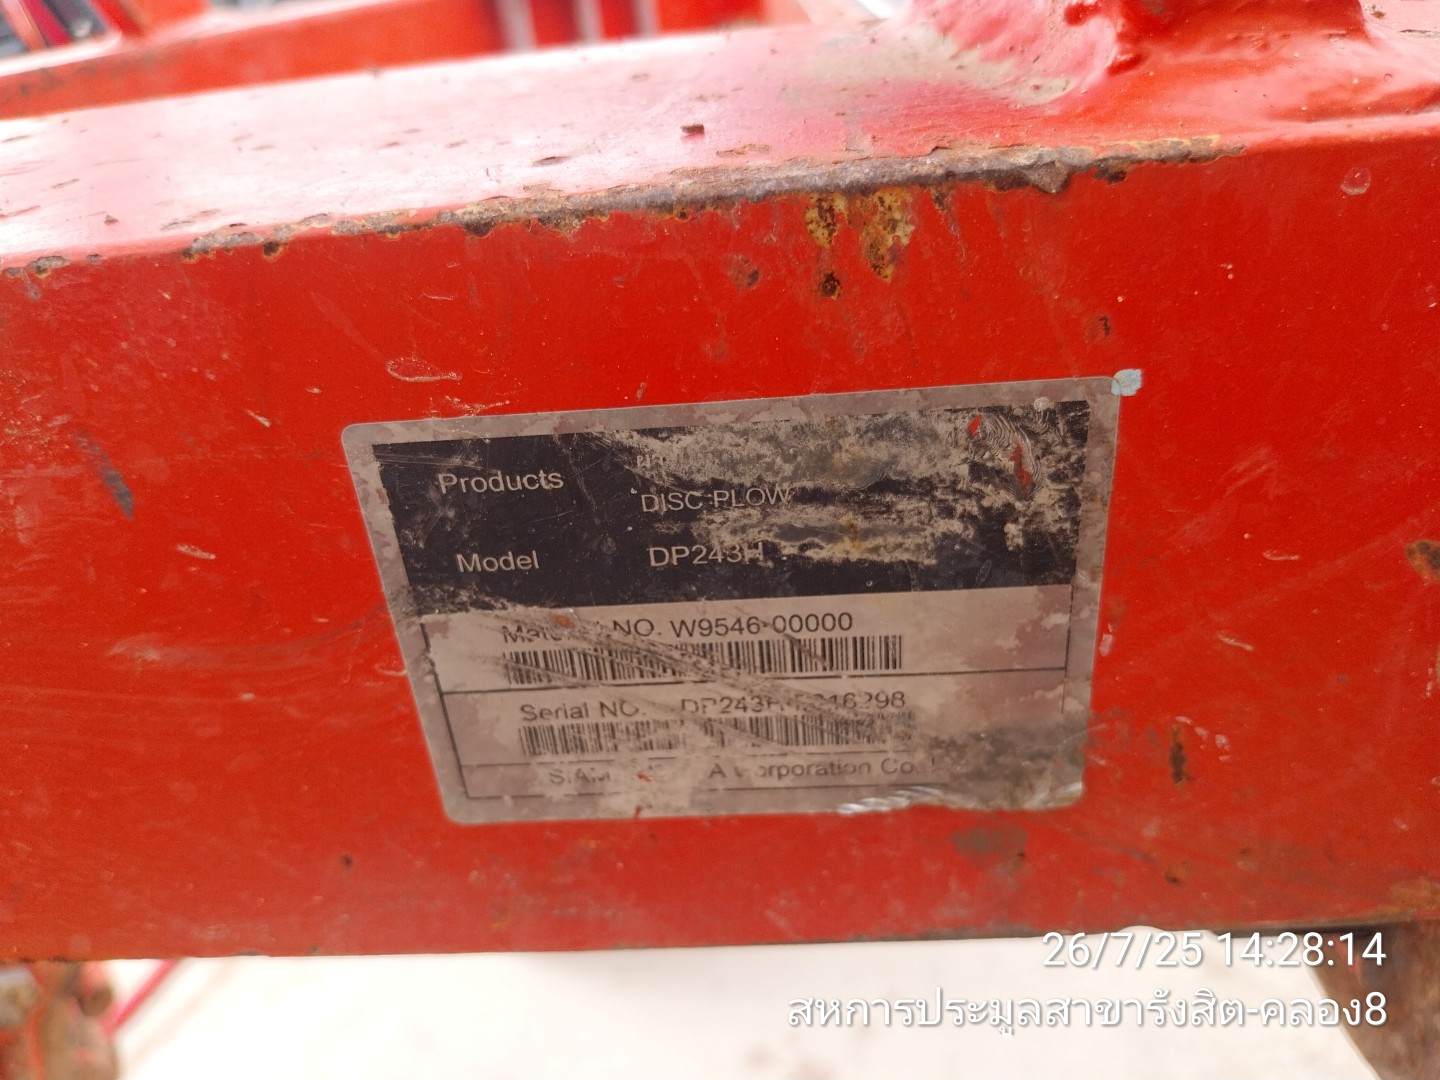 Products
DISC PLOW
Model DP243H
NO. W9546-00000
Serial NO.
Corporation Co.
26/7/25 14:28:14
สหการประมูลสาขารังสิต-คลอง8